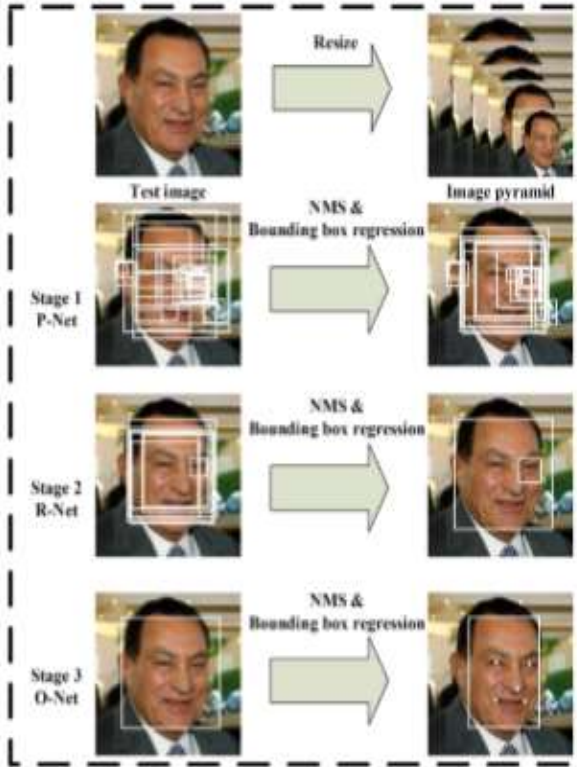 Resize
Test image
Image pyramid
NMS &
Bounding box regression
Stage 1
P-Net
NMS &
Bounding box regression
Stage 2
R-Net
NMS &
Bounding box regression
Stage 3
O-Net